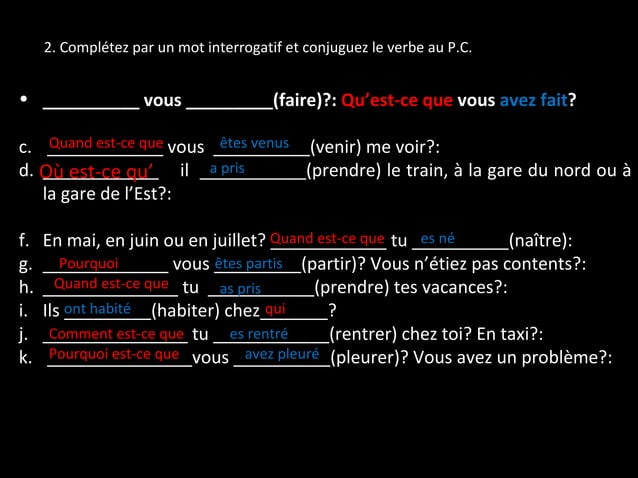 2. Complétez par un mot interrogatif et conjuguez le verbe au P.C.
• __________ vous _________(faire)?: Qu’est-ce que vous avez fait?
c. Quand est-ce que vous êtes venus (venir) me voir?:
d. Où est-ce qu’ il a pris (prendre) le train, à la gare du nord ou à
la gare de l’Est?:
f. En mai, en juin ou en juillet? Quand est-ce que tu es né (naître):
g. Pourquoi vous êtes partis (partir)? Vous n’étiez pas contents?:
h. Quand est-ce que tu as pris (prendre) tes vacances?:
i. Ils ont habité (habiter) chez qui ?
j. Comment est-ce que tu es rentré (rentrer) chez toi? En taxi?:
k. Pourquoi est-ce que vous avez pleuré (pleurer)? Vous avez un problème?: